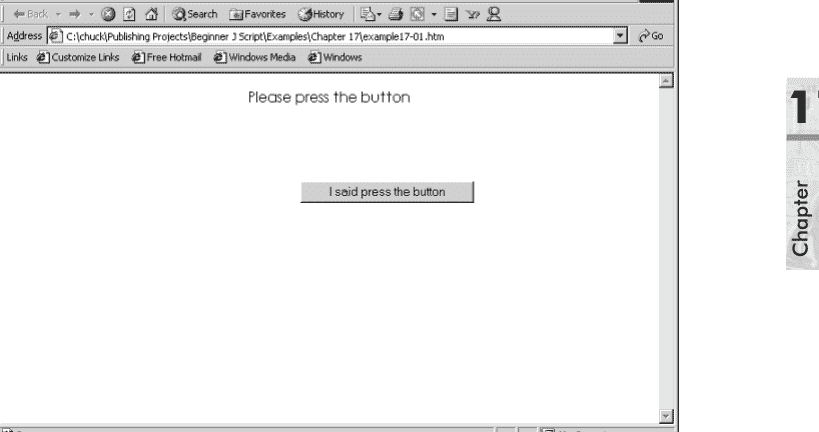 Back Search Favorites History
Address C:\chuck\Publishing Projects\Beginner J Script\Examples\Chapter 17\example17-01.htm Go
Links Customize Links Free Hotmail Windows Media Windows
Please press the button
I said press the button
Chapter